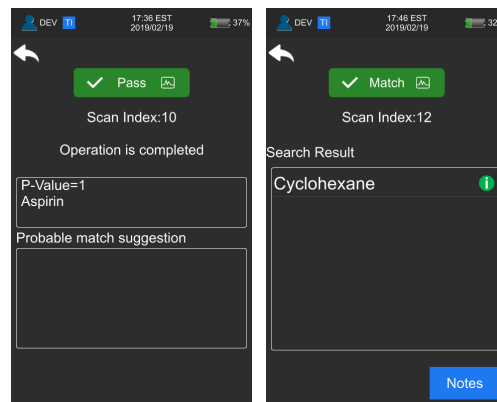 DEV TI
17:36 EST
2019/02/19
37%
Pass
Scan Index:10
Operation is completed
P-Value=1
Aspirin
Probable match suggestion
DEV TI
17:46 EST
2019/02/19
32
Match
Scan Index:12
Search Result
Cyclohexane
i
Notes